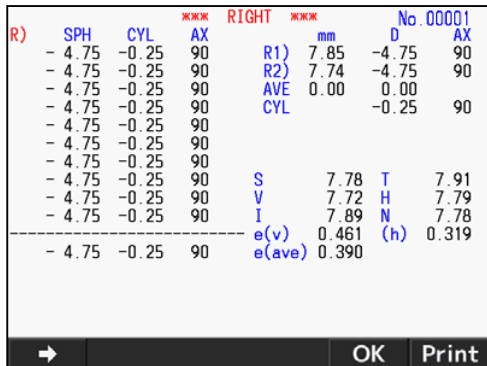 *** RIGHT *** No.00001
R) SPH CYL AX mm D AX
- 4.75 -0.25 90 R1) 7.85 -4.75 90
- 4.75 -0.25 90 R2) 7.74 -4.75 90
- 4.75 -0.25 90 AVE 0.00 0.00
- 4.75 -0.25 90 CYL -0.25 90
- 4.75 -0.25 90
- 4.75 -0.25 90
- 4.75 -0.25 90
- 4.75 -0.25 90 S 7.78 T 7.91
- 4.75 -0.25 90 V 7.72 H 7.79
- 4.75 -0.25 90 I 7.89 N 7.78
e(v) 0.461 (h) 0.319
- 4.75 -0.25 90 e(ave) 0.390
OK Print